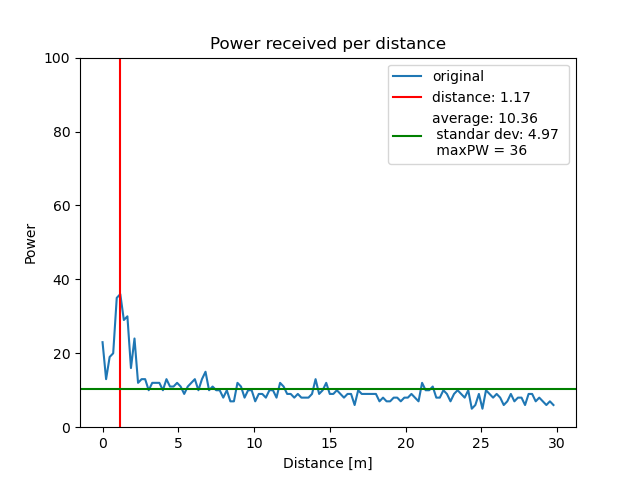 Power received per distance
original
distance: 1.17
average: 10.36
standar dev: 4.97
maxPW = 36
100
80
60
40
20
0
Power
0 5 10 15 20 25 30
Distance [m]